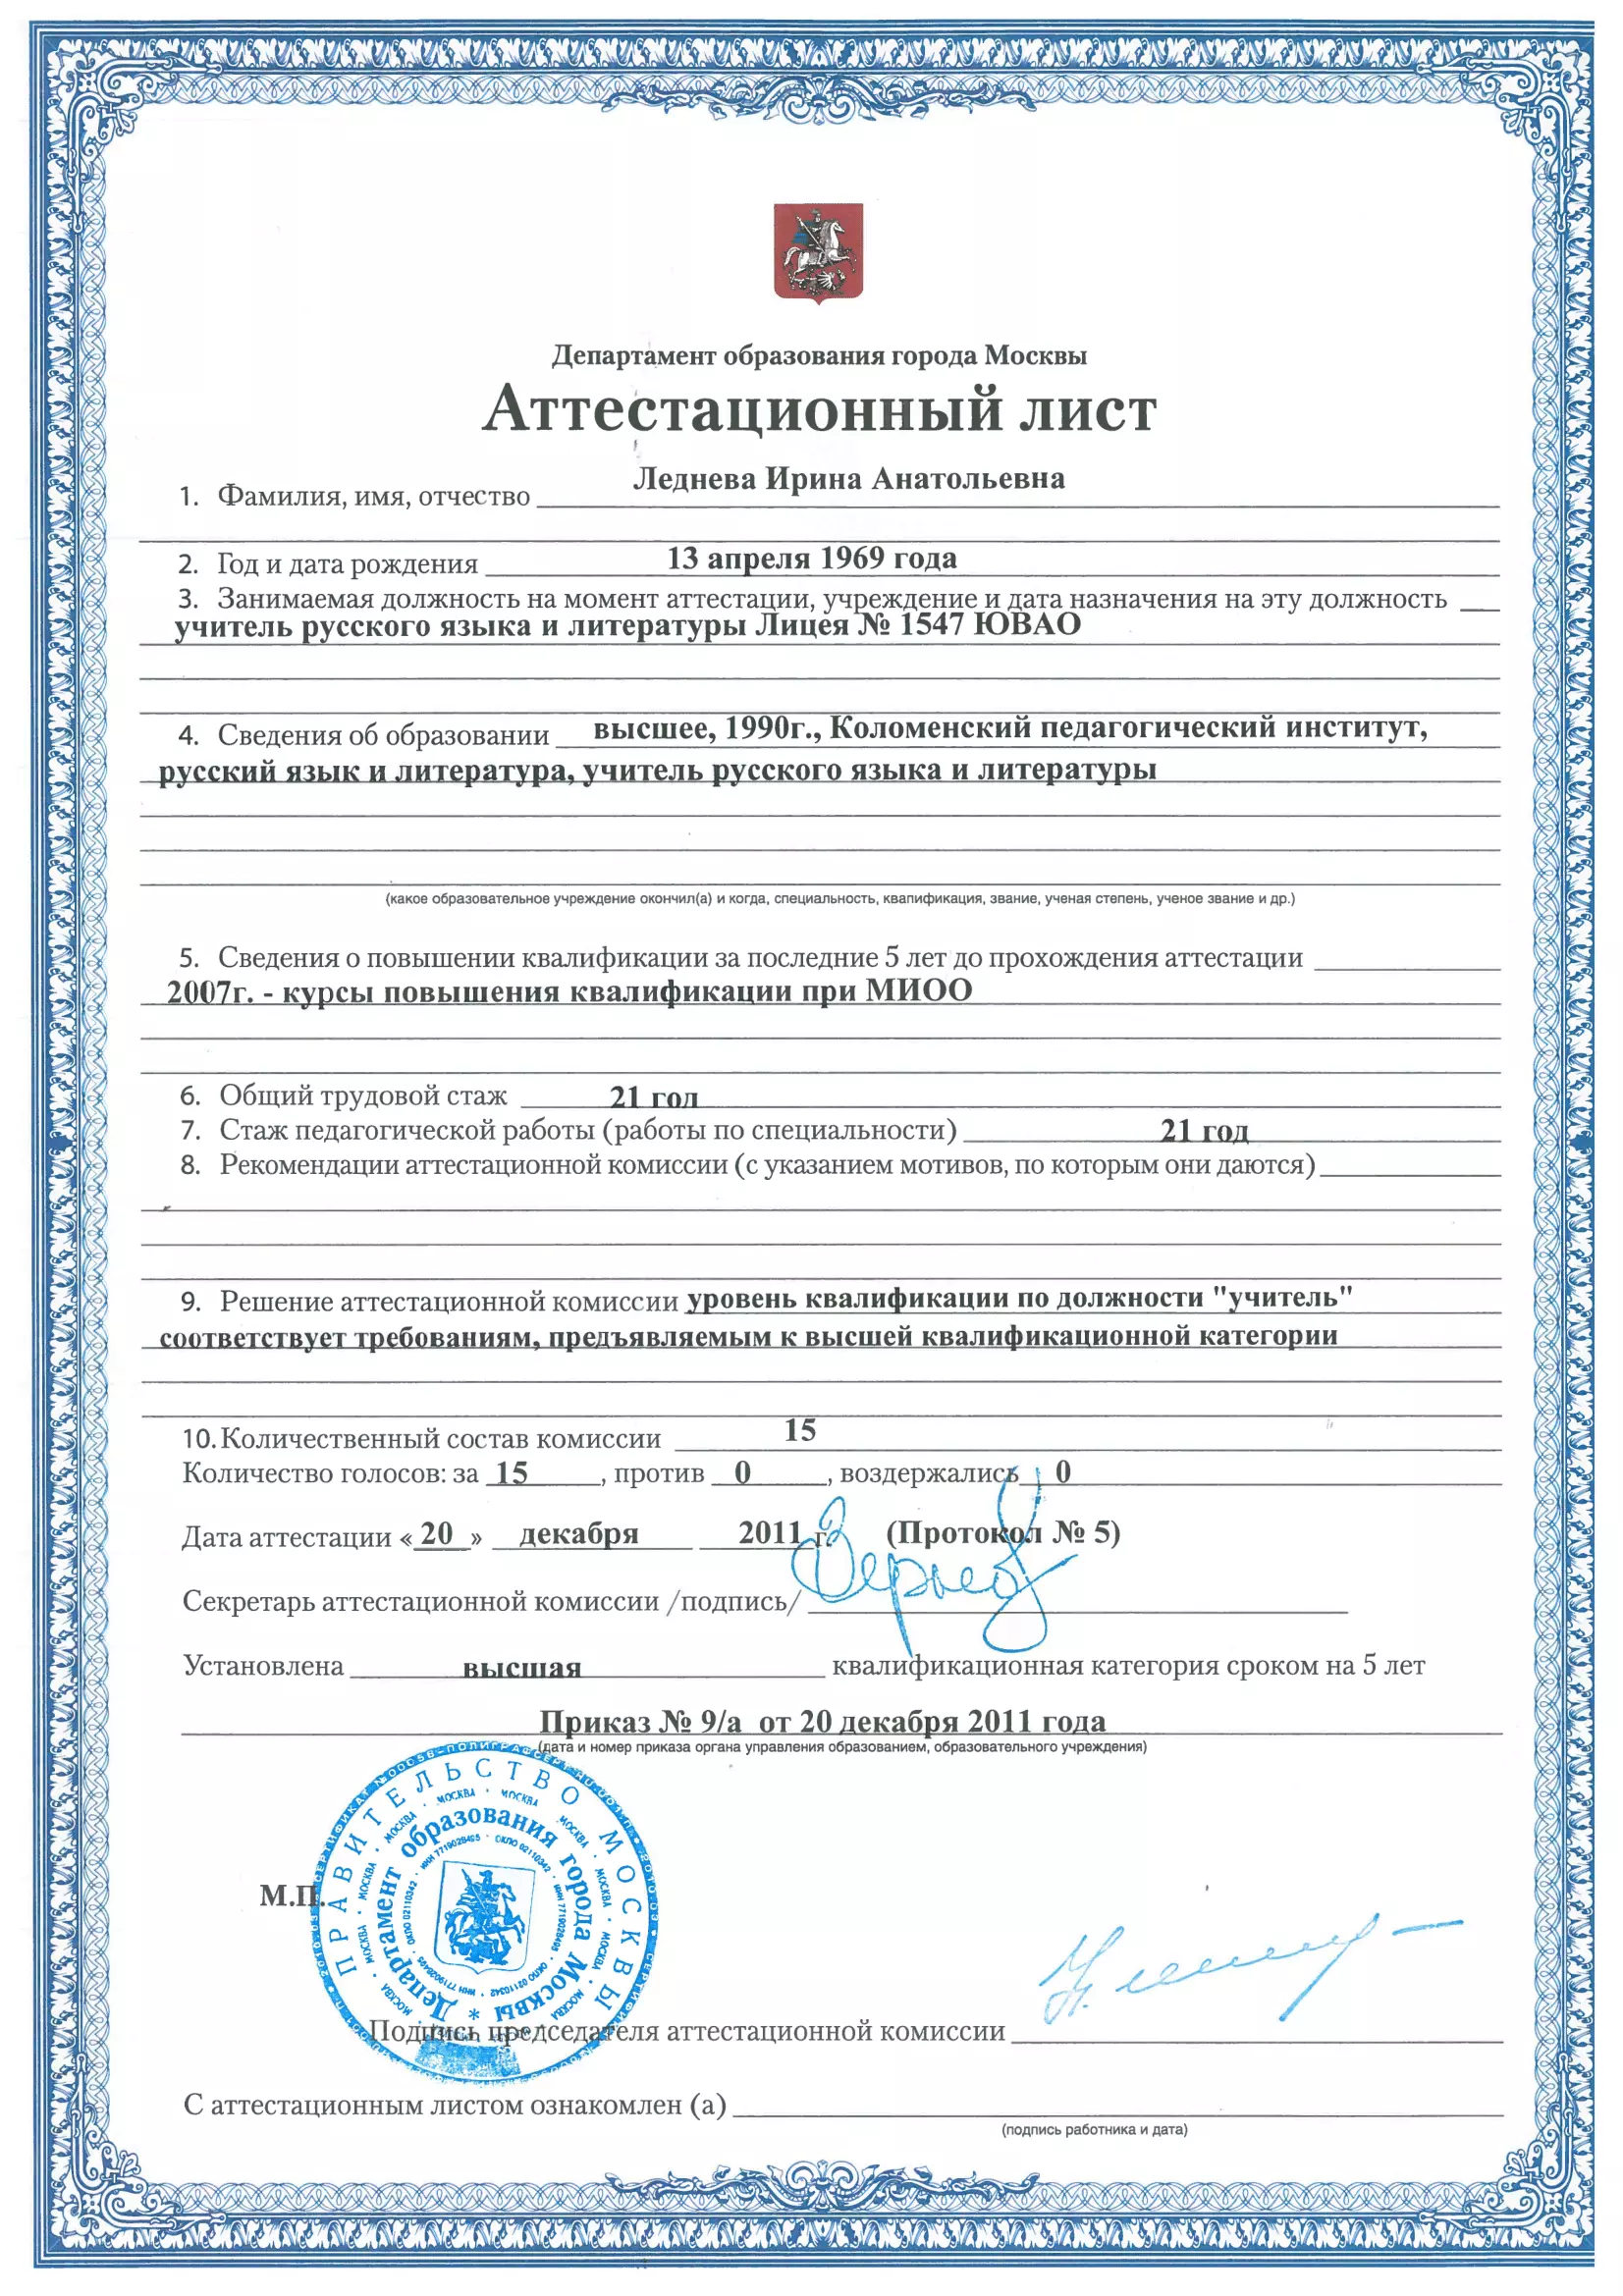 Департамент образования города Москвы
Аттестационный лист
1. Фамилия, имя, отчество Леднева Ирина Анатольевна
2. Год и дата рождения 13 апреля 1969 года
3. Занимаемая должность на момент аттестации, учреждение и дата назначения на эту должность
учитель русского языка и литературы Лицея № 1547 ЮВАО
4. Сведения об образовании высшее, 1990г., Коломенский педагогический институт,
русский язык и литература, учитель русского языка и литературы
(какое образовательное учреждение окончил(а) и когда, специальность, квалификация, звание, ученая степень, ученое звание и др.)
5. Сведения о повышении квалификации за последние 5 лет до прохождения аттестации
2007г. - курсы повышения квалификации при МИОО
6. Общий трудовой стаж 21 год
7. Стаж педагогической работы (работы по специальности) 21 год
8. Рекомендации аттестационной комиссии (с указанием мотивов, по которым они даются)
9. Решение аттестационной комиссии уровень квалификации по должности "учитель"
соответствует требованиям, предъявляемым к высшей квалификационной категории
10. Количественный состав комиссии 15
Количество голосов: за 15, против 0, воздержались 0
Дата аттестации «20» декабря 2011 г. (Протокол № 5)
Секретарь аттестационной комиссии /подпись/
Установлена высшая квалификационная категория сроком на 5 лет
Приказ № 9/а от 20 декабря 2011 года
(дата и номер приказа органа управления образованием, образовательного учреждения)
ПРАВИТЕЛЬСТВО МОСКВЫ
Департамент образования города Москвы *
ОКПО 02110342 · ИНН 7719028495
М.П.
Подпись председателя аттестационной комиссии
С аттестационным листом ознакомлен (а)
(подпись работника и дата)